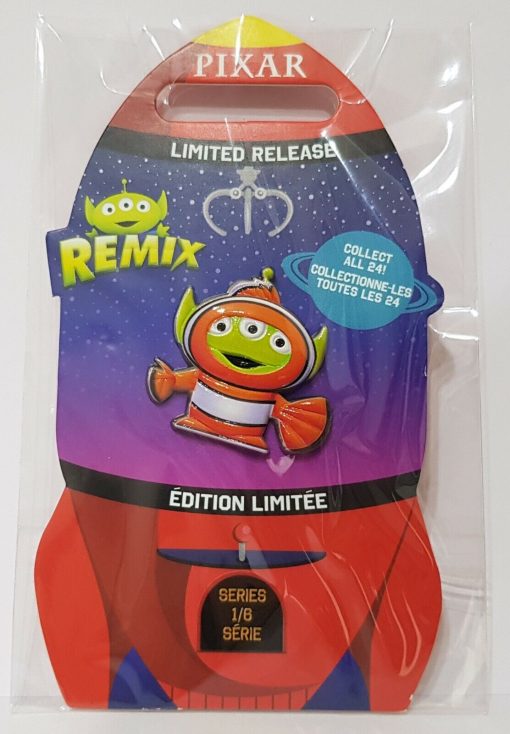 PIXAR
LIMITED RELEASE
REMIX
COLLECT
ALL 24!
COLLECTIONNE-LES
TOUTES LES 24
ÉDITION LIMITÉE
SERIES
1/6
SÉRIE